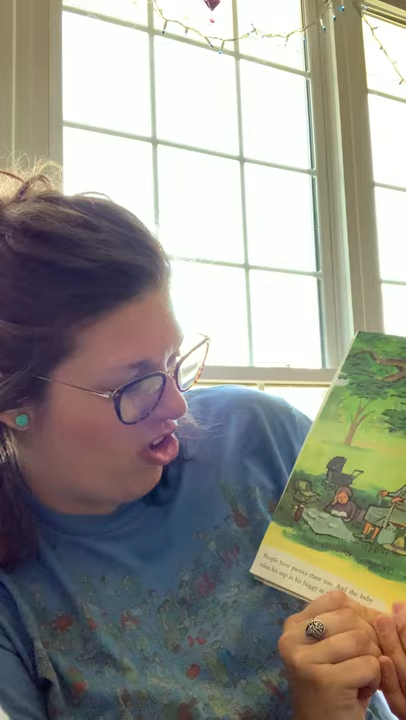 People have picnics there too. And the baby
takes his nap in his buggy